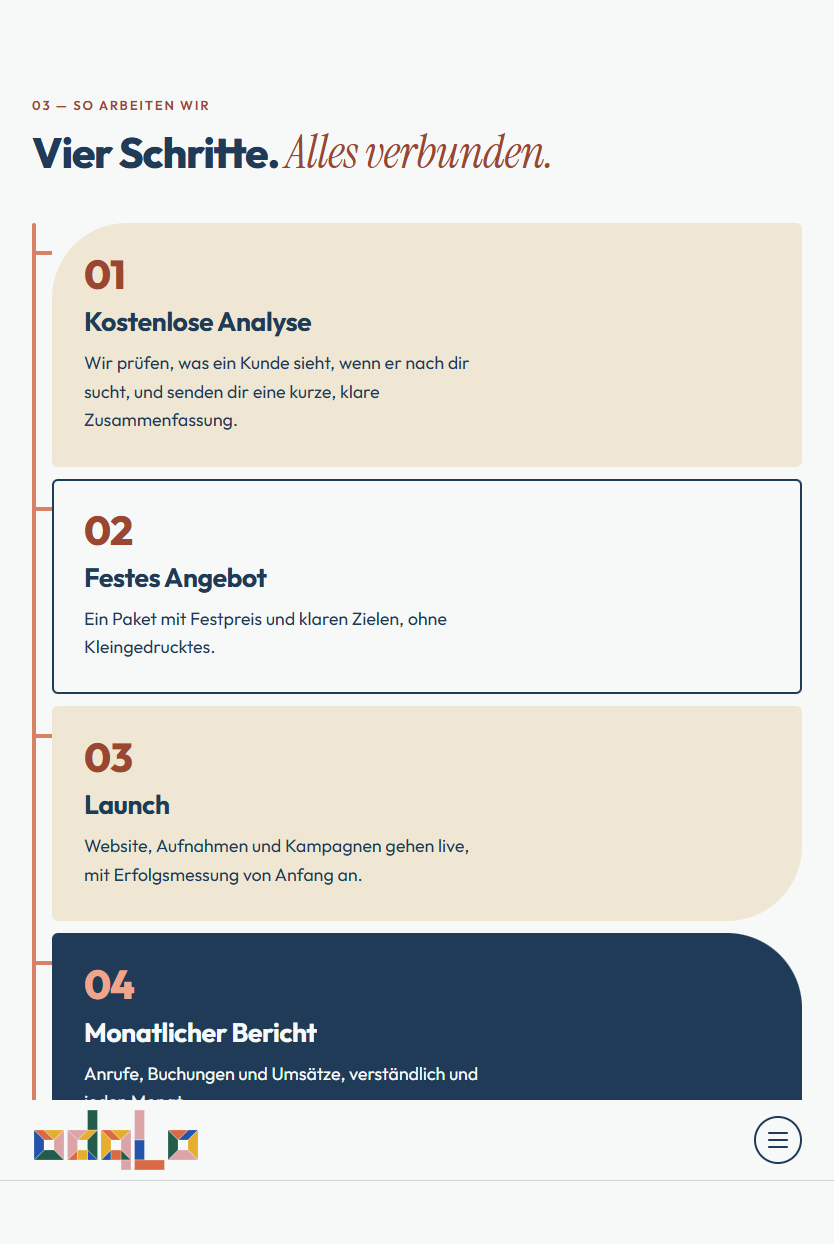 03 — SO ARBEITEN WIR
Vier Schritte. Alles verbunden.
01
Kostenlose Analyse
Wir prüfen, was ein Kunde sieht, wenn er nach dir
sucht, und senden dir eine kurze, klare
Zusammenfassung.
02
Festes Angebot
Ein Paket mit Festpreis und klaren Zielen, ohne
Kleingedrucktes.
03
Launch
Website, Aufnahmen und Kampagnen gehen live,
mit Erfolgsmessung von Anfang an.
04
Monatlicher Bericht
Anrufe, Buchungen und Umsätze, verständlich und
jeden Monat.
odqLo